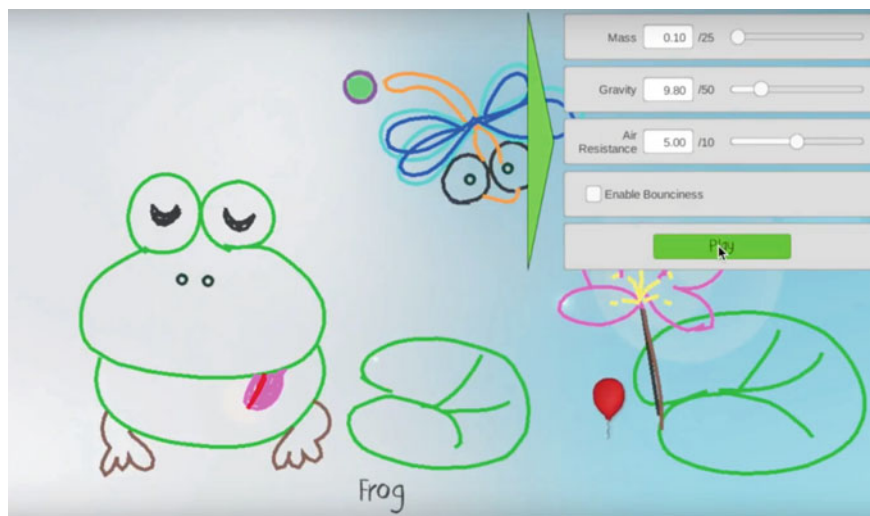 Mass 0.10 /25
Gravity 9.80 /50
Air
Resistance 5.00 /10
Enable Bounciness
Play
Frog